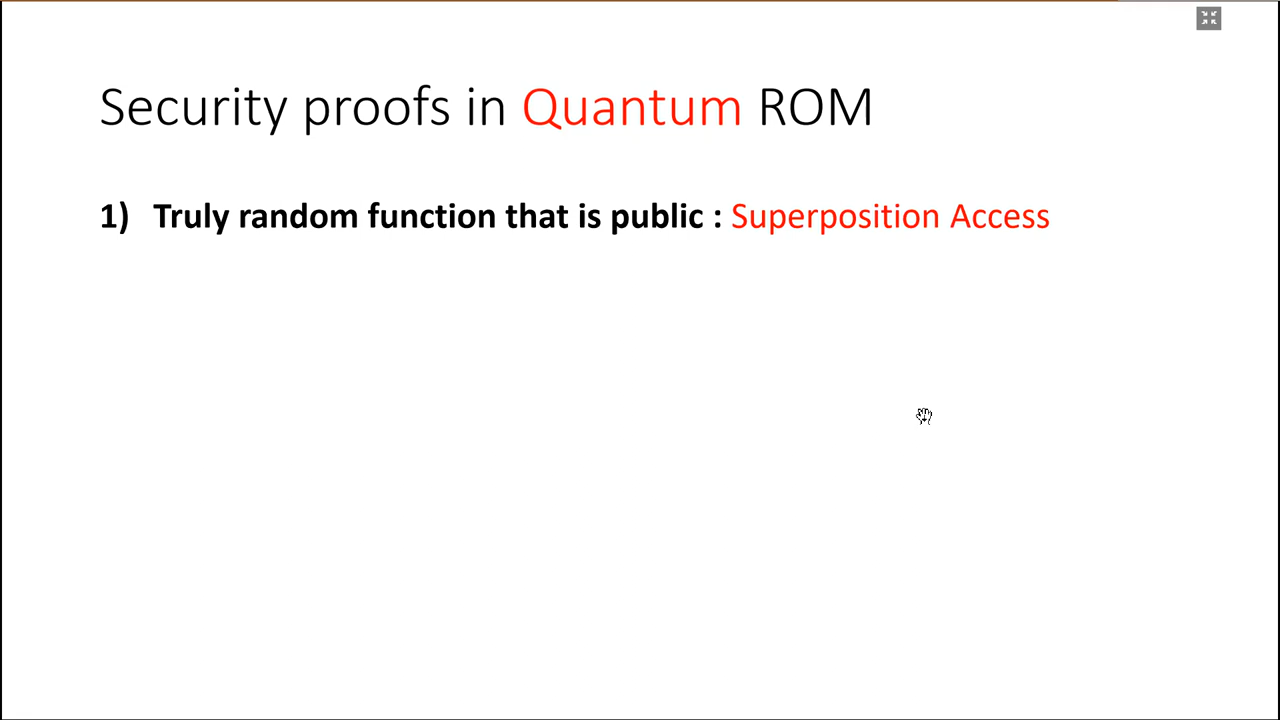 Security proofs in Quantum ROM
1) Truly random function that is public : Superposition Access